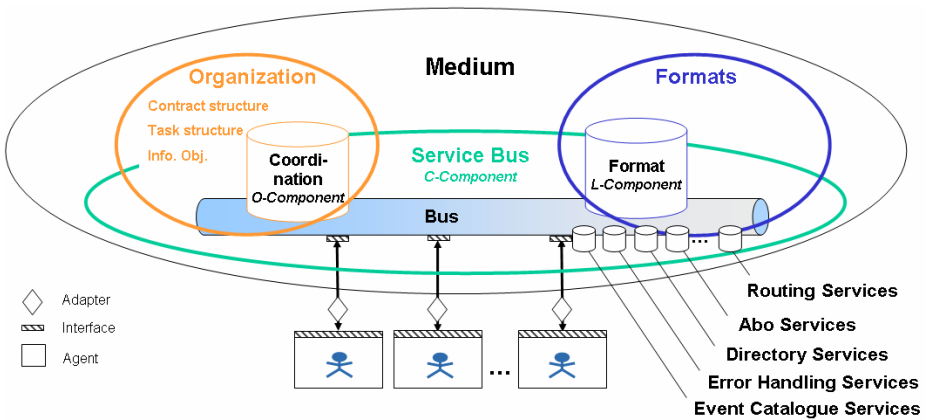 Medium
Organization
Contract structure
Task structure
Info. Obj.
Coordi-
nation
O-Component
Service Bus
C-Component
Formats
Format
L-Component
Bus
...
Adapter
Interface
Agent
...
Routing Services
Abo Services
Directory Services
Error Handling Services
Event Catalogue Services